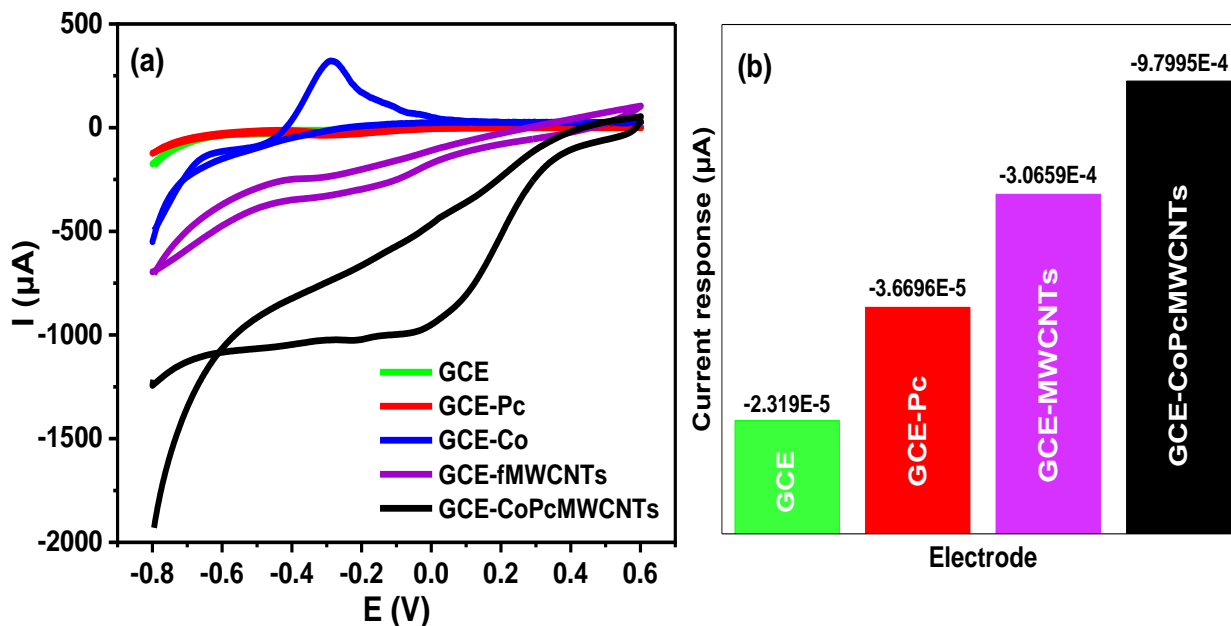 (a)
I (µA)
500
0
-500
-1000
-1500
-2000
-0.8 -0.6 -0.4 -0.2 0.0 0.2 0.4 0.6
E (V)
GCE
GCE-Pc
GCE-Co
GCE-fMWCNTs
GCE-CoPcMWCNTs
(b)
Current response (µA)
-2.319E-5
-3.6696E-5
-3.0659E-4
-9.7995E-4
GCE
GCE-Pc
GCE-MWCNTs
GCE-CoPcMWCNTs
Electrode